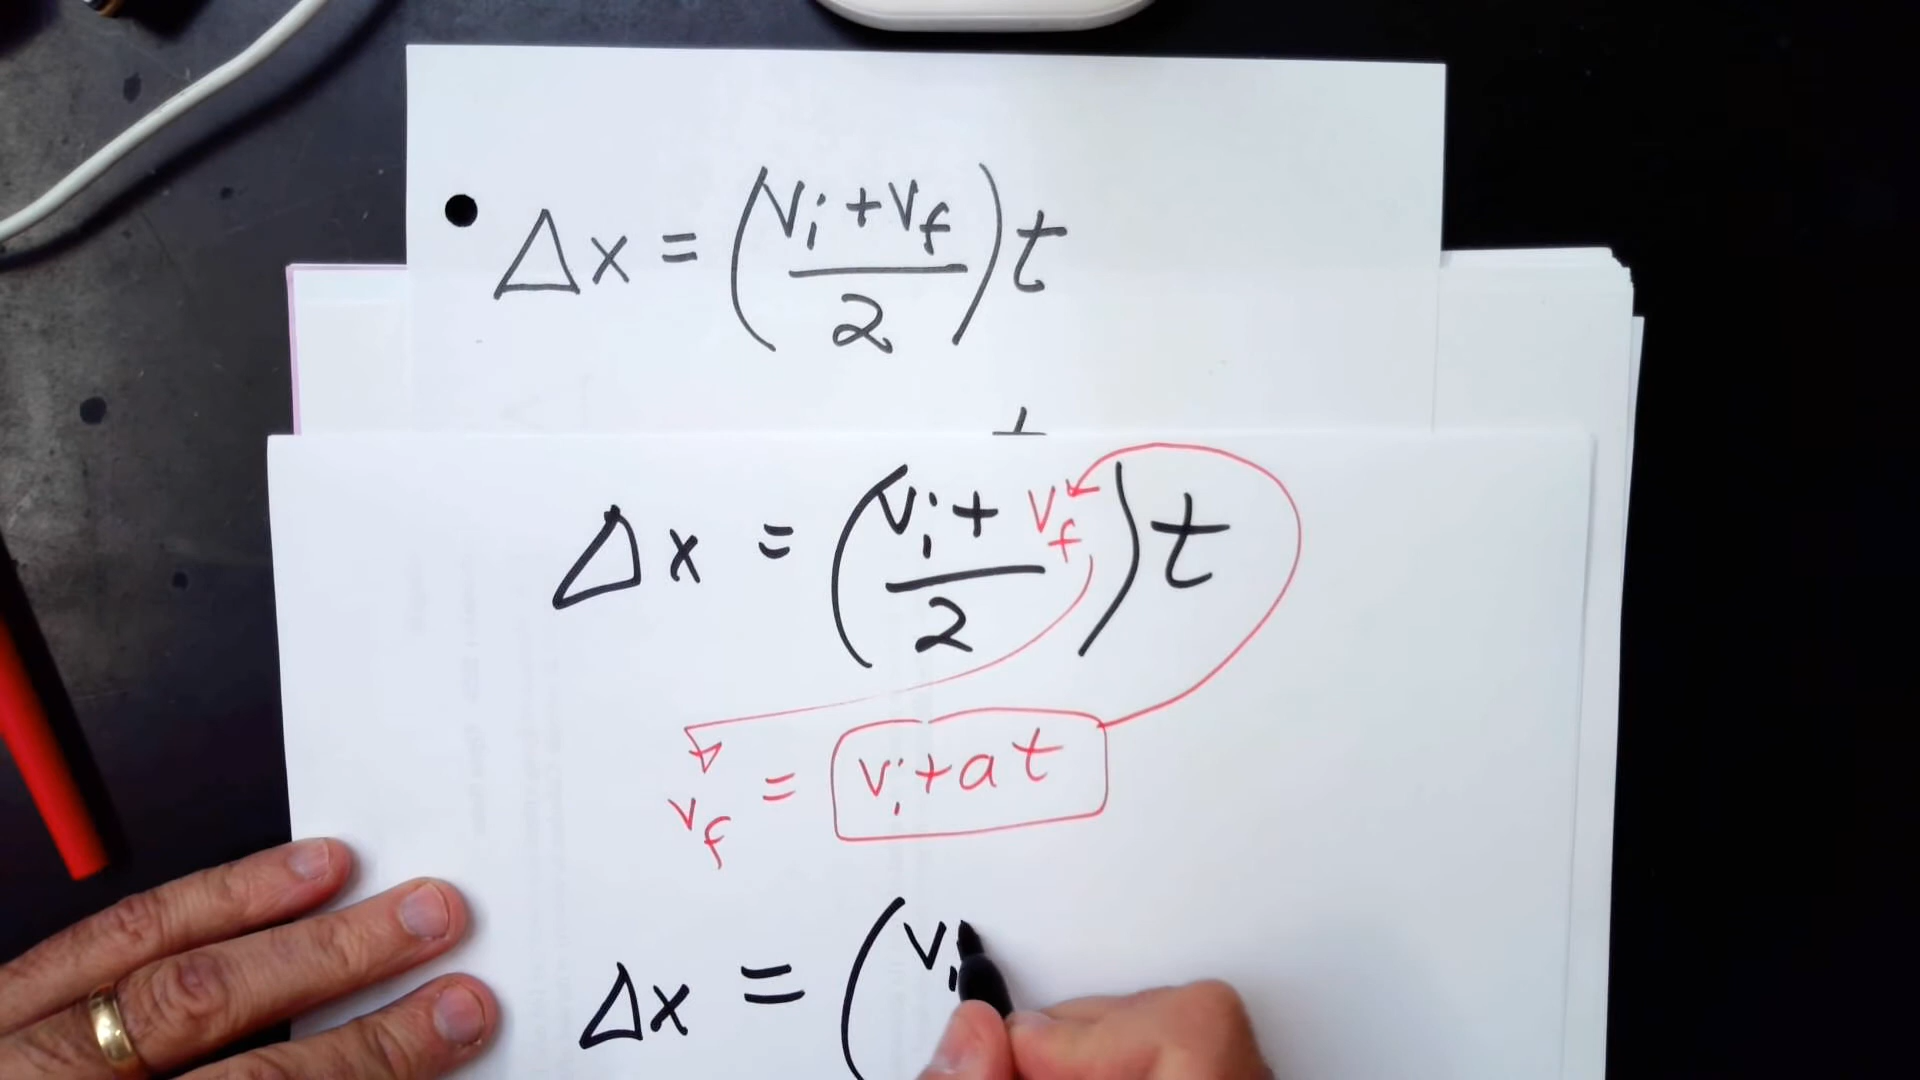 Δx = (vi + vf / 2) t
Δx = (vi + vf / 2) t
vf = vi + at
Δx = (vi